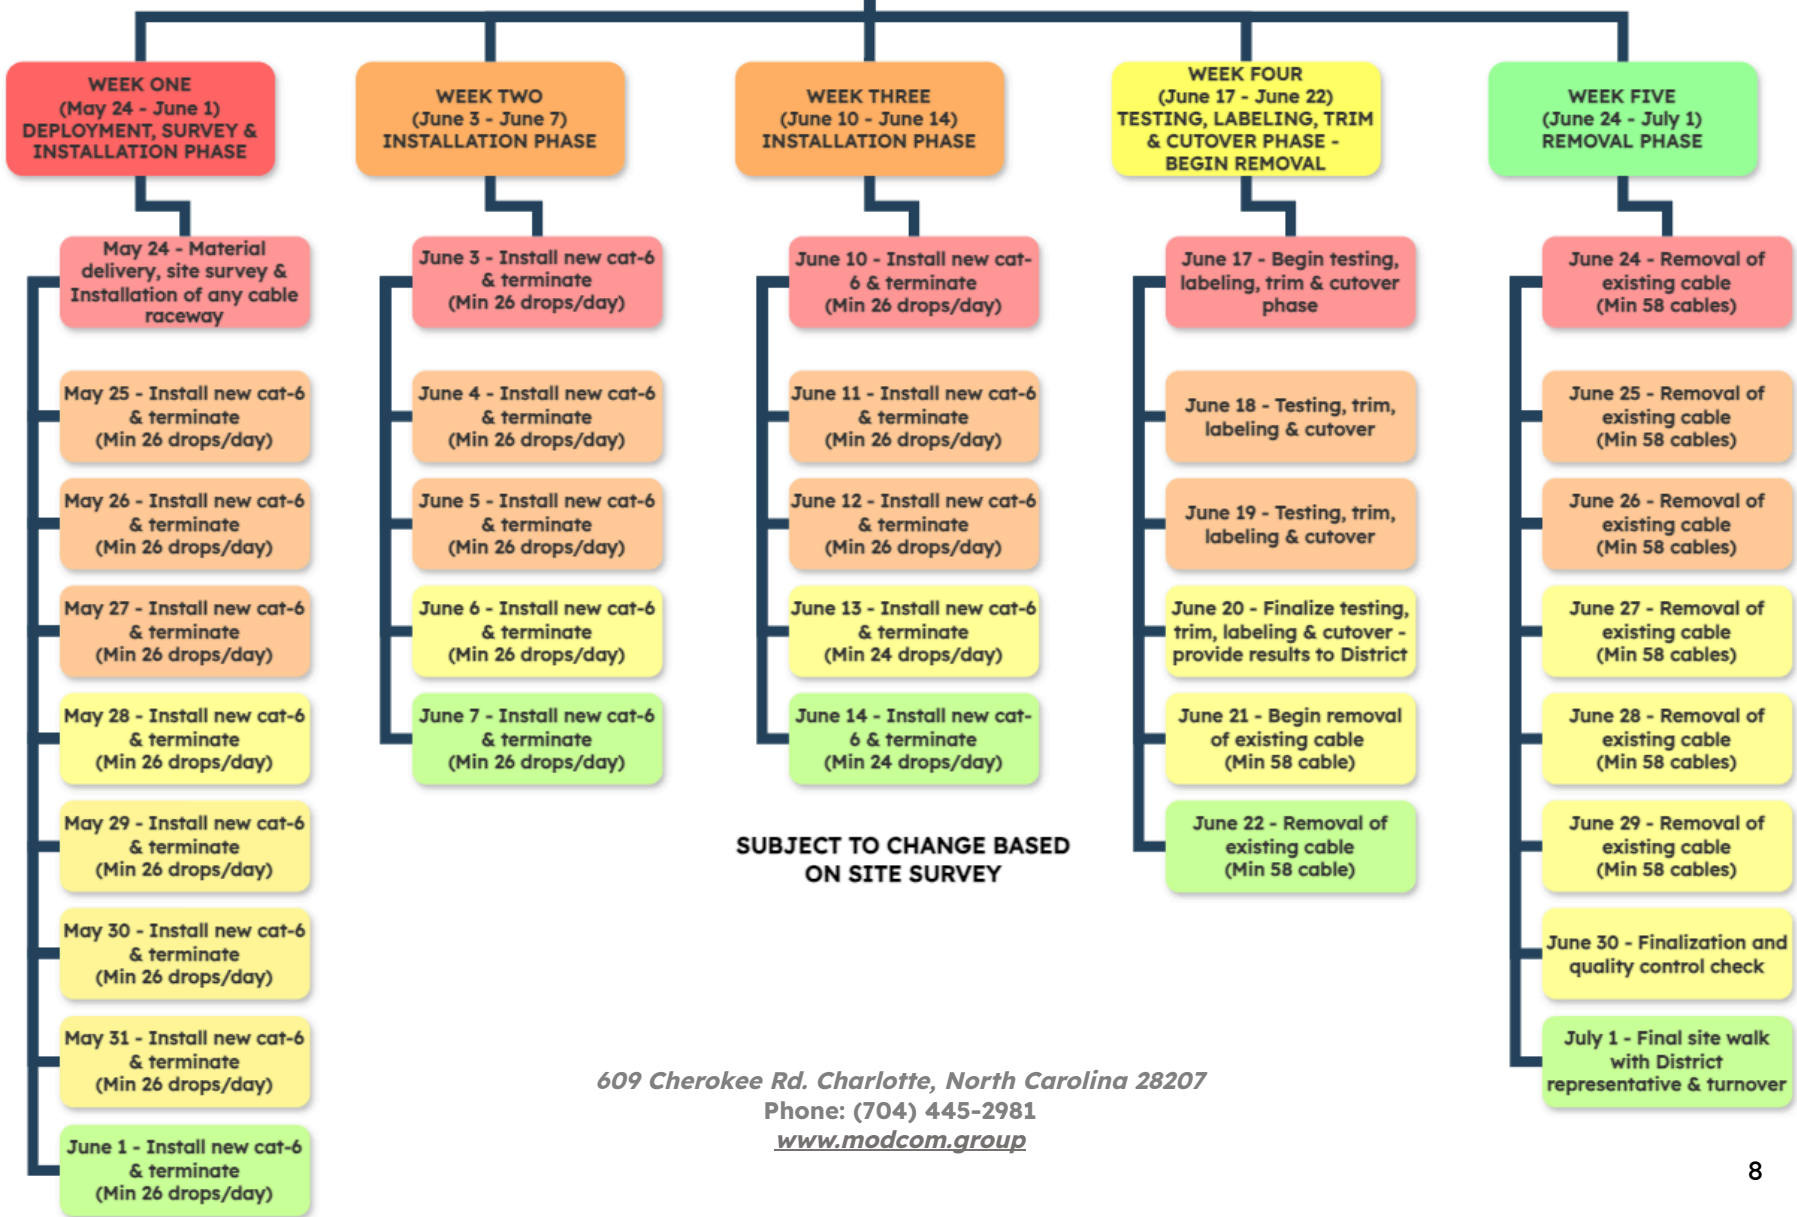 WEEK ONE
(May 24 - June 1)
DEPLOYMENT, SURVEY &
INSTALLATION PHASE
May 24 - Material
delivery, site survey &
Installation of any cable
raceway
May 25 - Install new cat-6
& terminate
(Min 26 drops/day)
May 26 - Install new cat-6
& terminate
(Min 26 drops/day)
May 27 - Install new cat-6
& terminate
(Min 26 drops/day)
May 28 - Install new cat-6
& terminate
(Min 26 drops/day)
May 29 - Install new cat-6
& terminate
(Min 26 drops/day)
May 30 - Install new cat-6
& terminate
(Min 26 drops/day)
May 31 - Install new cat-6
& terminate
(Min 26 drops/day)
June 1 - Install new cat-6
& terminate
(Min 26 drops/day)
WEEK TWO
(June 3 - June 7)
INSTALLATION PHASE
June 3 - Install new cat-6
& terminate
(Min 26 drops/day)
June 4 - Install new cat-6
& terminate
(Min 26 drops/day)
June 5 - Install new cat-6
& terminate
(Min 26 drops/day)
June 6 - Install new cat-6
& terminate
(Min 26 drops/day)
June 7 - Install new cat-6
& terminate
(Min 26 drops/day)
WEEK THREE
(June 10 - June 14)
INSTALLATION PHASE
June 10 - Install new cat-
6 & terminate
(Min 26 drops/day)
June 11 - Install new cat-6
& terminate
(Min 26 drops/day)
June 12 - Install new cat-6
& terminate
(Min 26 drops/day)
June 13 - Install new cat-6
& terminate
(Min 24 drops/day)
June 14 - Install new cat-
6 & terminate
(Min 24 drops/day)
WEEK FOUR
(June 17 - June 22)
TESTING, LABELING, TRIM
& CUTOVER PHASE -
BEGIN REMOVAL
June 17 - Begin testing,
labeling, trim & cutover
phase
June 18 - Testing, trim,
labeling & cutover
June 19 - Testing, trim,
labeling & cutover
June 20 - Finalize testing,
trim, labeling & cutover -
provide results to District
June 21 - Begin removal
of existing cable
(Min 58 cable)
June 22 - Removal of
existing cable
(Min 58 cable)
WEEK FIVE
(June 24 - July 1)
REMOVAL PHASE
June 24 - Removal of
existing cable
(Min 58 cables)
June 25 - Removal of
existing cable
(Min 58 cables)
June 26 - Removal of
existing cable
(Min 58 cables)
June 27 - Removal of
existing cable
(Min 58 cables)
June 28 - Removal of
existing cable
(Min 58 cables)
June 29 - Removal of
existing cable
(Min 58 cables)
June 30 - Finalization and
quality control check
July 1 - Final site walk
with District
representative & turnover
SUBJECT TO CHANGE BASED
ON SITE SURVEY
609 Cherokee Rd. Charlotte, North Carolina 28207
Phone: (704) 445-2981
www.modcom.group
8